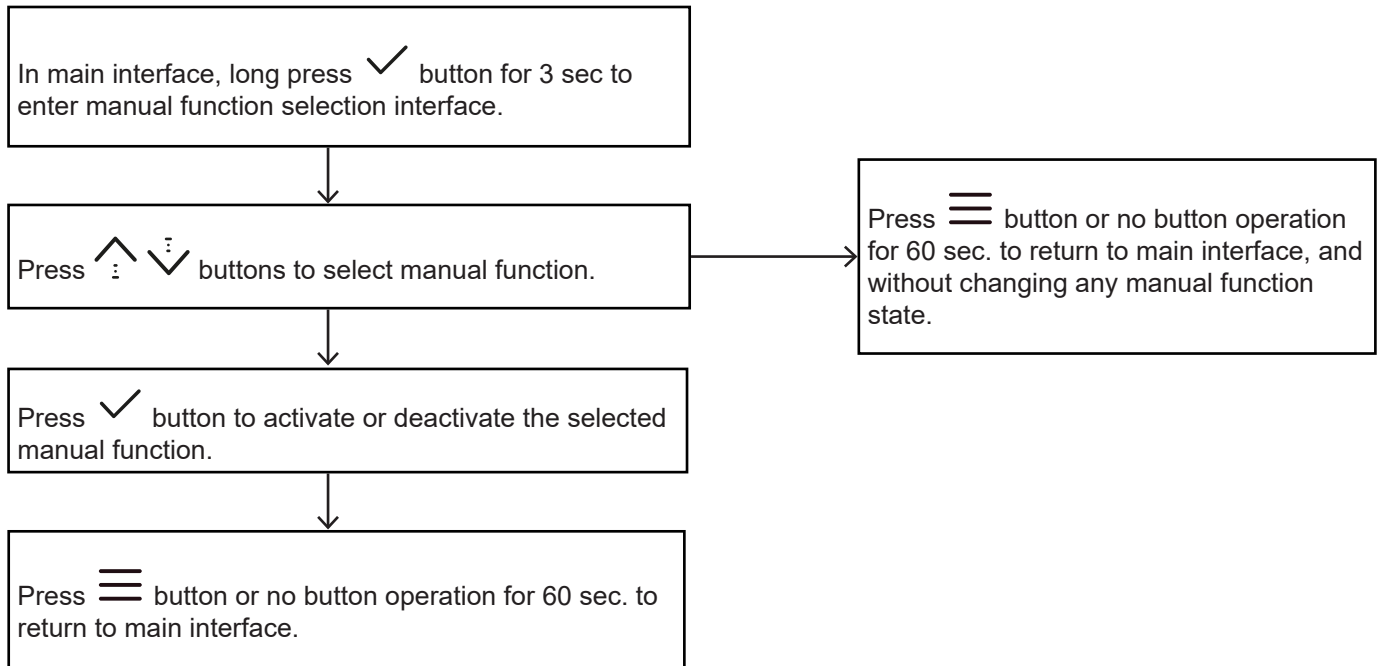 In main interface, long press ✓ button for 3 sec to
enter manual function selection interface.
Press button or no button operation
for 60 sec. to return to main interface, and
without changing any manual function
state.
Press buttons to select manual function.
Press ✓ button to activate or deactivate the selected
manual function.
Press button or no button operation for 60 sec. to
return to main interface.